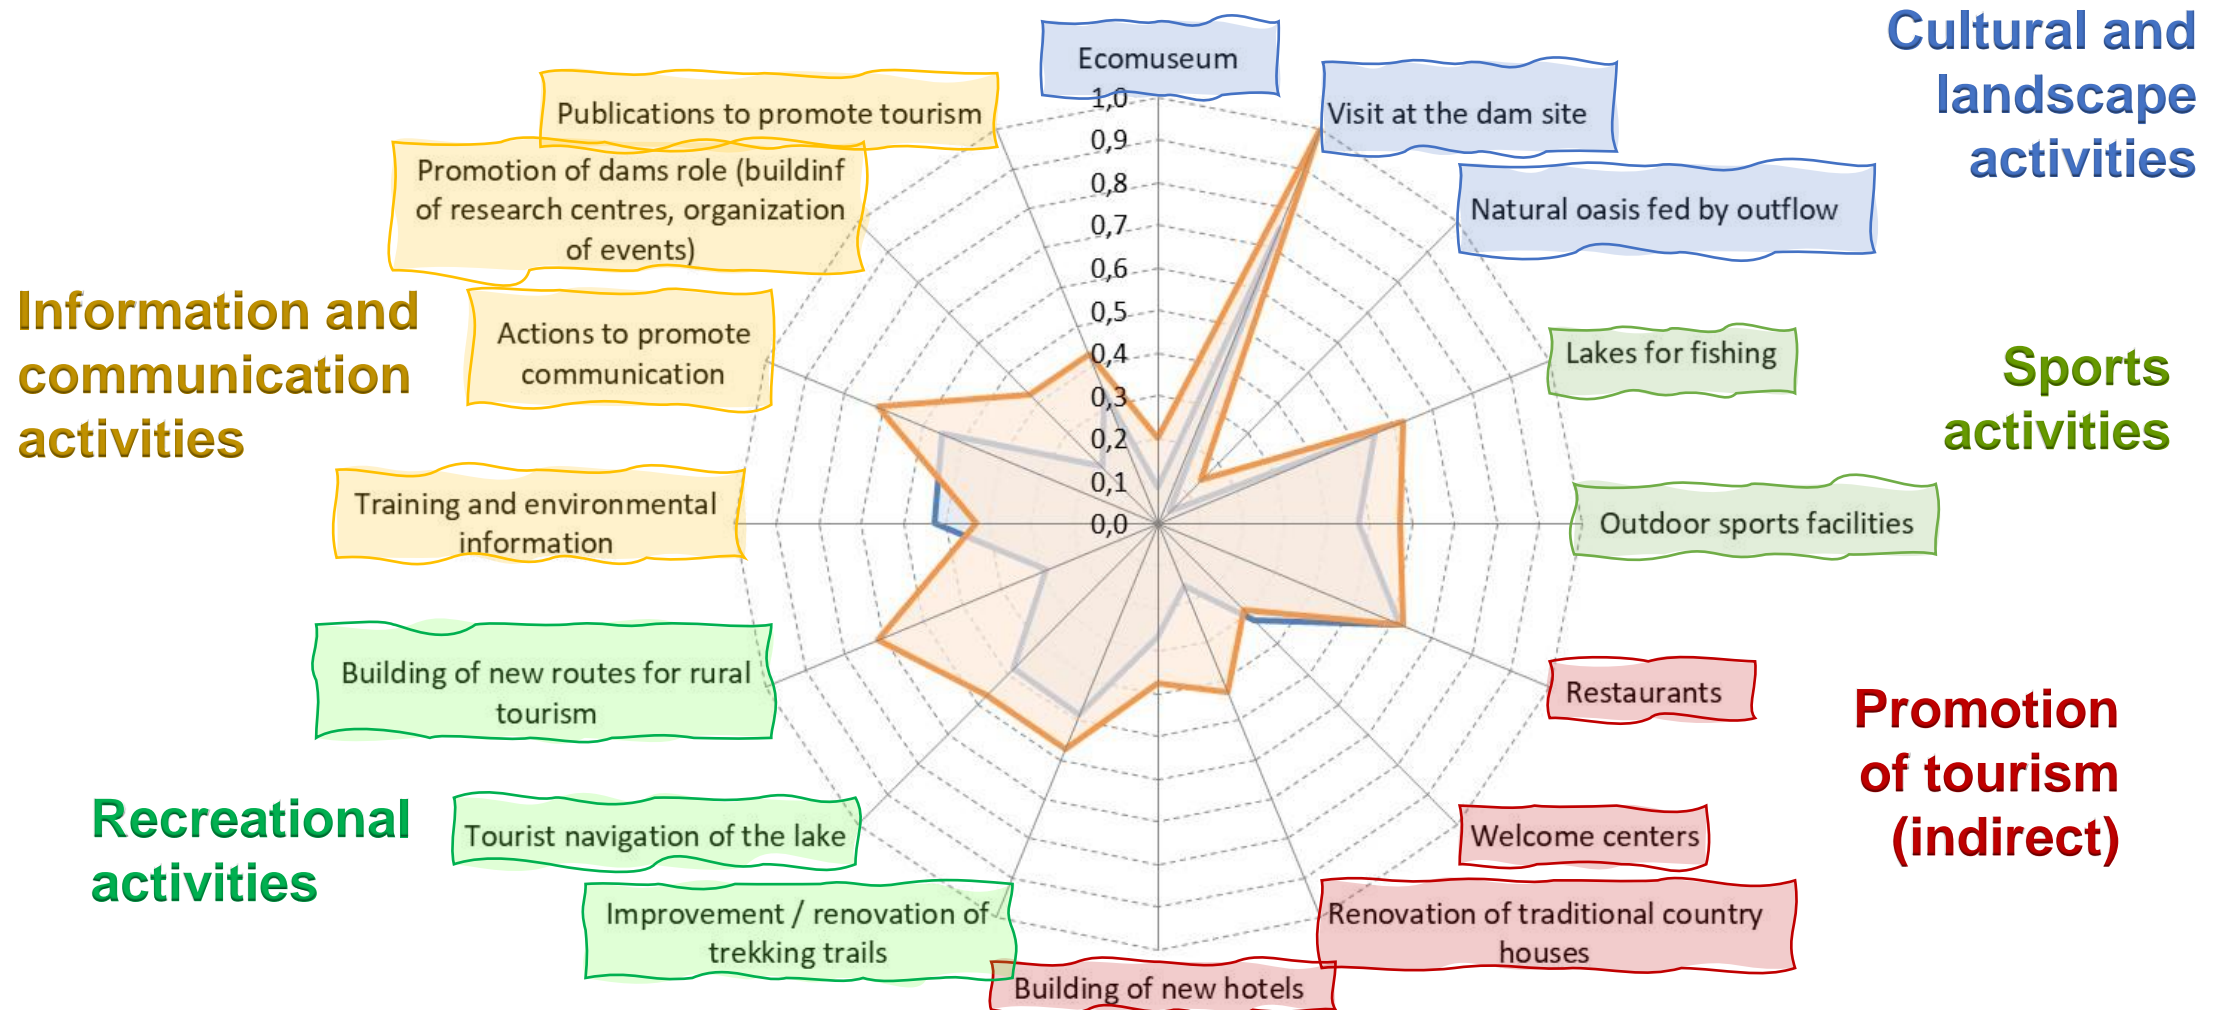 Cultural and
landscape
activities
Ecomuseum
Visit at the dam site
Natural oasis fed by outflow
Sports
activities
Lakes for fishing
Outdoor sports facilities
Promotion
of tourism
(indirect)
Restaurants
Welcome centers
Renovation of traditional country
houses
Building of new hotels
Recreational
activities
Improvement / renovation of
trekking trails
Tourist navigation of the lake
Building of new routes for rural
tourism
Information and
communication
activities
Training and environmental
information
Actions to promote
communication
Promotion of dams role (buildinf
of research centres, organization
of events)
Publications to promote tourism
1,0
0,9
0,8
0,7
0,6
0,5
0,4
0,3
0,2
0,1
0,0